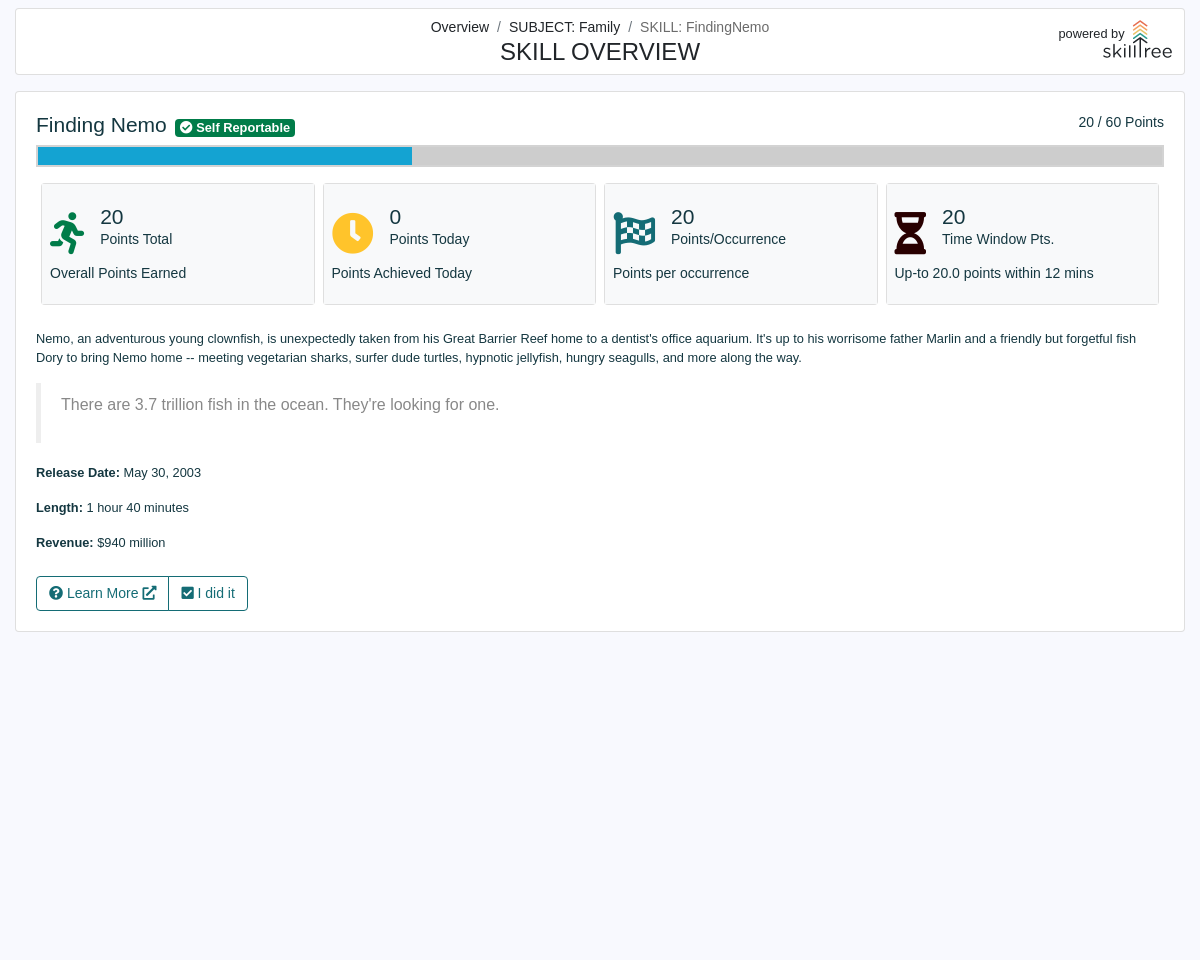 Overview / SUBJECT: Family / SKILL: FindingNemo
SKILL OVERVIEW
powered by
skilltree
Finding Nemo Self Reportable
20 / 60 Points
20
Points Total
Overall Points Earned
0
Points Today
Points Achieved Today
20
Points/Occurrence
Points per occurrence
20
Time Window Pts.
Up-to 20.0 points within 12 mins
Nemo, an adventurous young clownfish, is unexpectedly taken from his Great Barrier Reef home to a dentist's office aquarium. It's up to his worrisome father Marlin and a friendly but forgetful fish
Dory to bring Nemo home -- meeting vegetarian sharks, surfer dude turtles, hypnotic jellyfish, hungry seagulls, and more along the way.
There are 3.7 trillion fish in the ocean. They're looking for one.
Release Date: May 30, 2003
Length: 1 hour 40 minutes
Revenue: $940 million
Learn More I did it